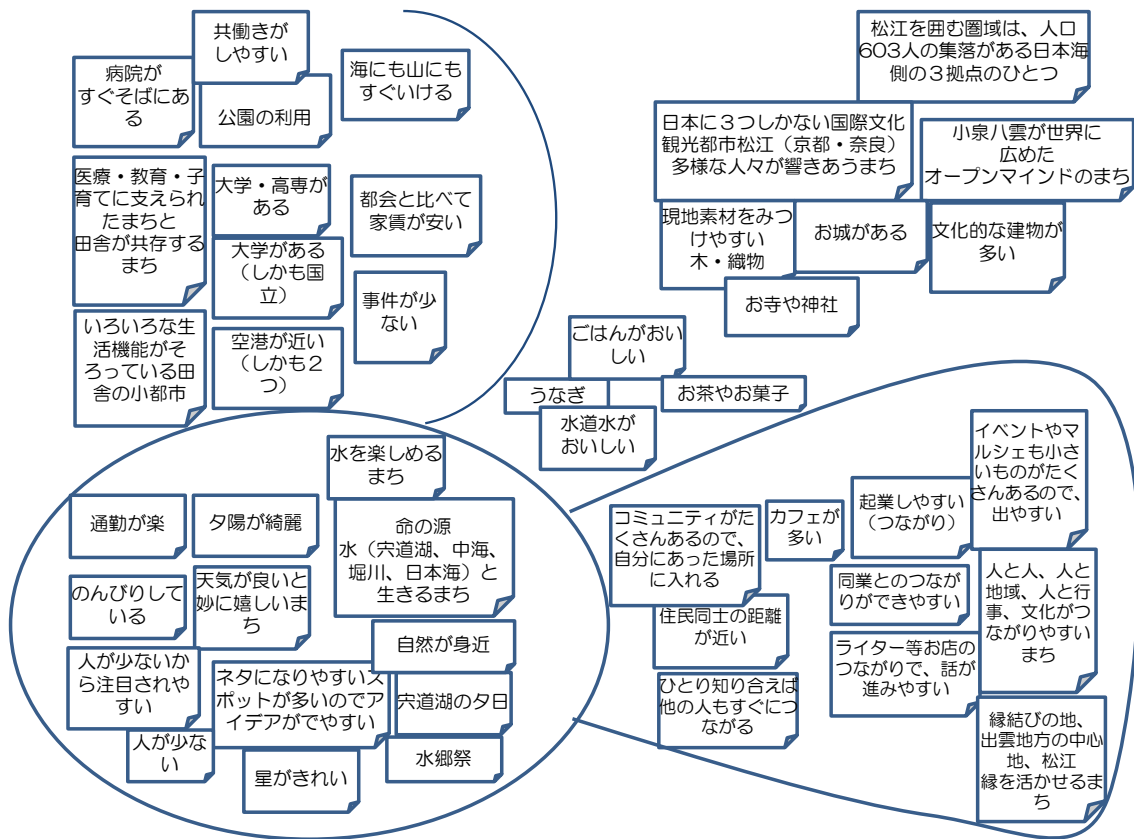 共働きが
しやすい
病院が
すぐそばにあ
る
公園の利用
海にも山にも
すぐいける
医療・教育・子
育てに支えられ
たまちと
田舎が共存する
まち
大学・高専が
ある
都会と比べて
家賃が安い
大学がある
（しかも国
立）
事件が少
ない
いろいろな生
活機能がそ
ろっている田
舎の小都市
空港が近い
（しかも２
つ）
松江を囲む圏域は、人口
603人の集落がある日本海
側の３拠点のひとつ
日本に３つしかない国際文化
観光都市松江（京都・奈良）
多様な人々が響きあうまち
小泉八雲が世界に
広めた
オープンマインドのまち
現地素材をみつ
けやすい
木・織物
お城がある
文化的な建物が
多い
お寺や神社
ごはんがおい
しい
うなぎ
お茶やお菓子
水道水が
おいしい
水を楽しめる
まち
通勤が楽
夕陽が綺麗
命の源
水（宍道湖、中海、
堀川、日本海）と
生きるまち
のんびりして
いる
天気が良いと
妙に嬉しいま
ち
自然が身近
人が少ないか
ら注目されや
すい
ネタになりやすいス
ポットが多いのでア
イデアがでやすい
宍道湖の夕日
人が少な
い
星がきれい
水郷祭
イベントやマ
ルシェも小さ
いものがたく
さんあるので、
出やすい
コミュニティがた
くさんあるので、
自分にあった場所
に入れる
カフェが
多い
起業しやすい
（つながり）
同業とのつなが
りができやすい
人と人、人と
地域、人と行
事、文化がつ
ながりやすい
まち
住民同士の距離
が近い
ライター等お店の
つながりで、話が
進みやすい
ひとり知り合えば
他の人もすぐにつ
ながる
縁結びの地、
出雲地方の中心
地、松江
縁を活かせるま
ち